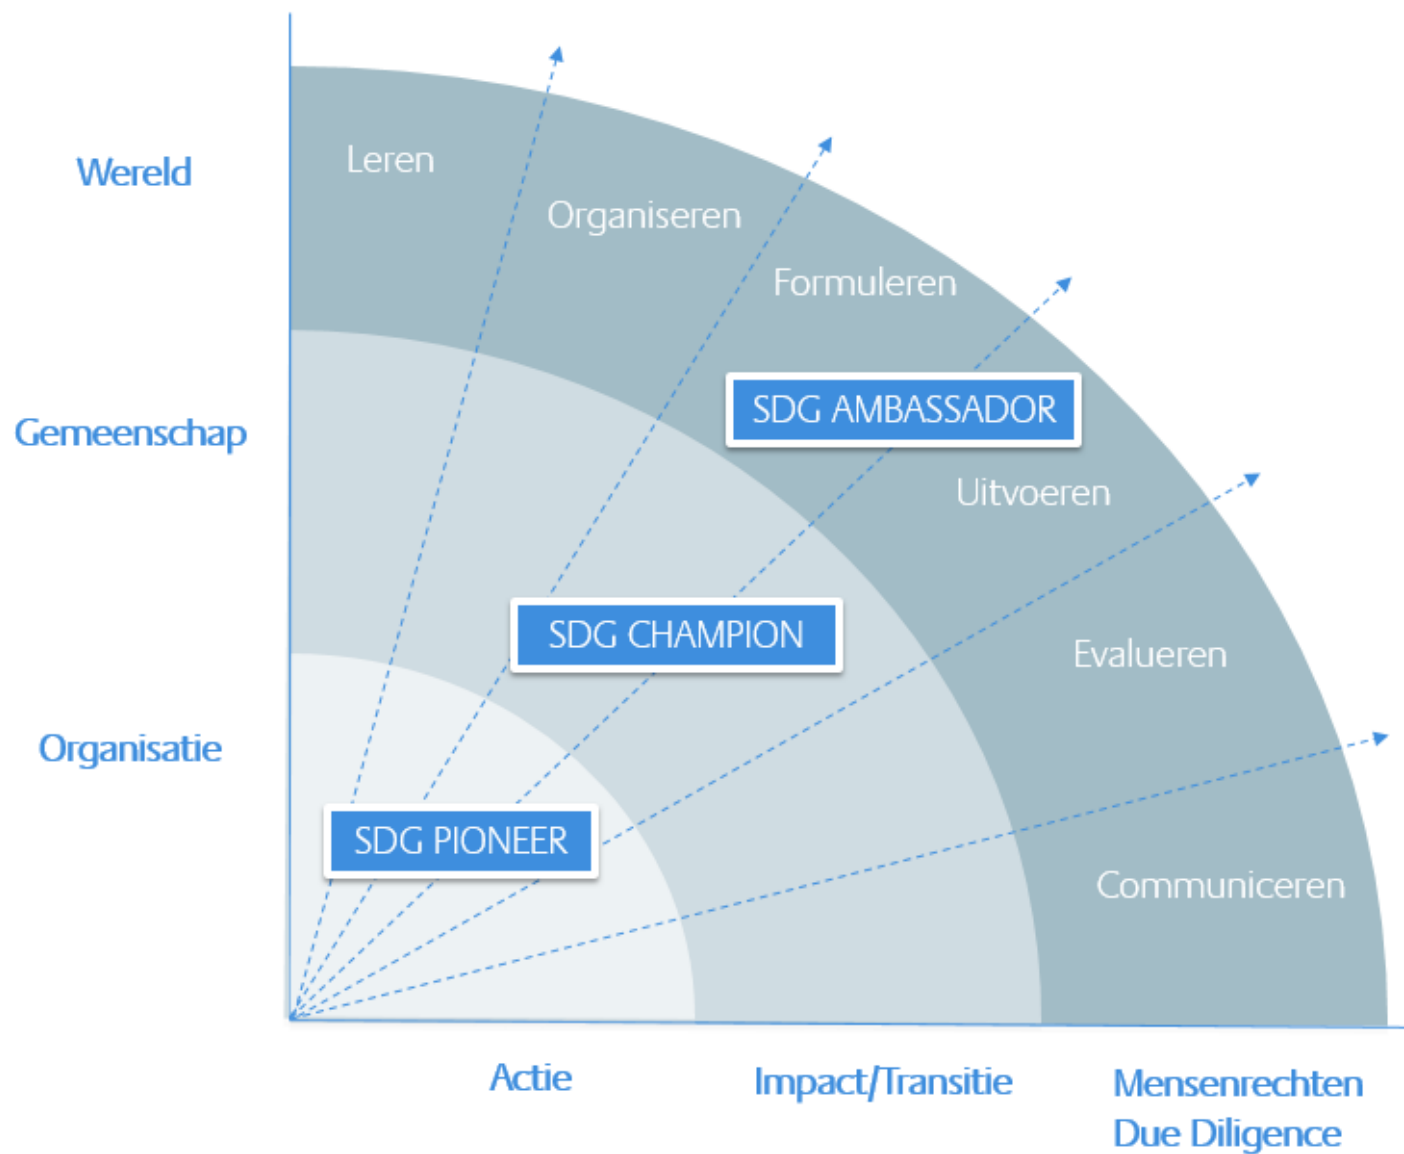 Wereld
Leren
Organiseren
Formuleren
SDG AMBASSADOR
Gemeenschap
Uitvoeren
SDG CHAMPION
Evalueren
Organisatie
SDG PIONEER
Communiceren
Actie
Impact/Transitie
Mensenrechten
Due Diligence